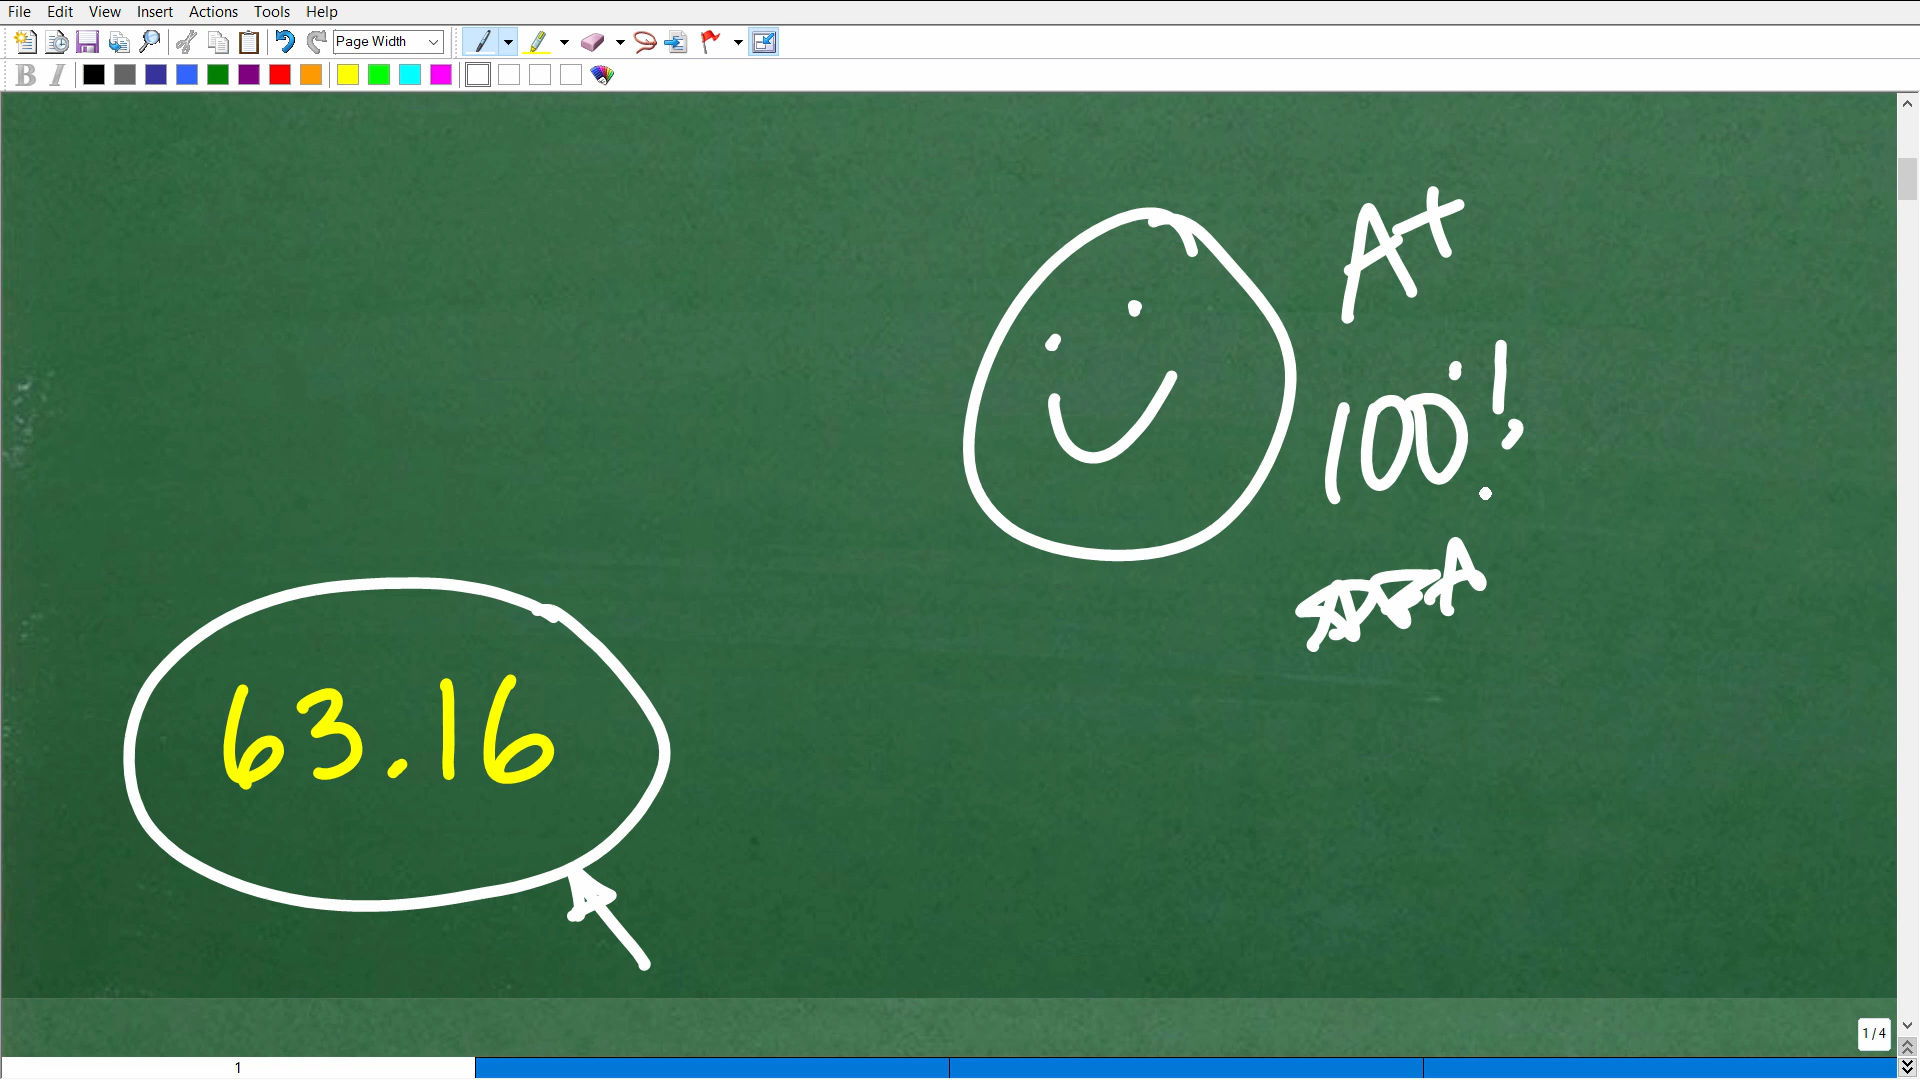 File Edit View Insert Actions Tools Help
Page Width
B I
A+
100 !
63.16
1 / 4
1